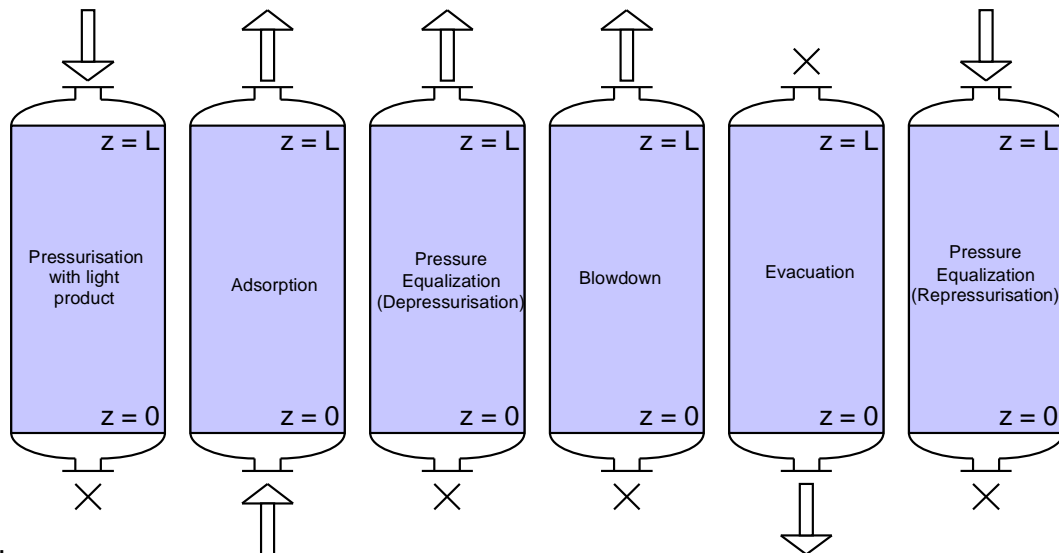 z = L
Pressurisation
with light
product
z = 0
z = L
Adsorption
z = 0
z = L
Pressure
Equalization
(Depressurisation)
z = 0
z = L
Blowdown
z = 0
z = L
Evacuation
z = 0
z = L
Pressure
Equalization
(Repressurisation)
z = 0